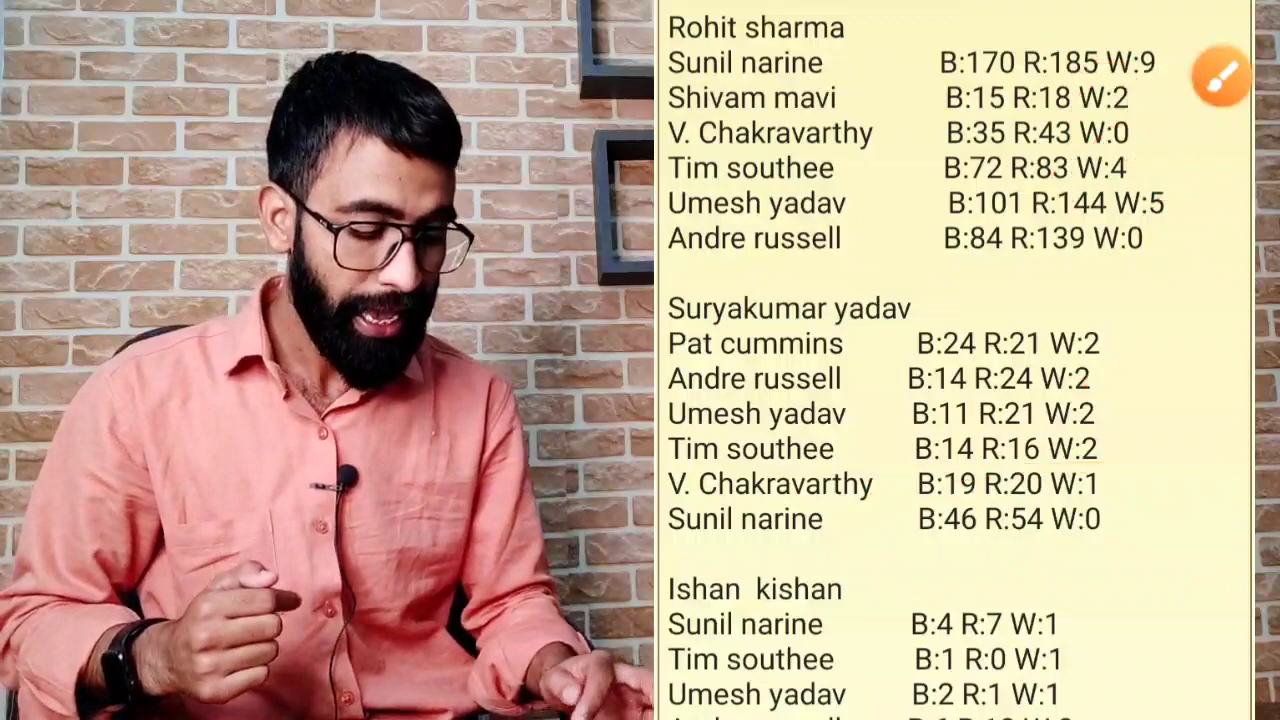 Rohit sharma
Sunil narine B:170 R:185 W:9
Shivam mavi B:15 R:18 W:2
V. Chakravarthy B:35 R:43 W:0
Tim southee B:72 R:83 W:4
Umesh yadav B:101 R:144 W:5
Andre russell B:84 R:139 W:0
Suryakumar yadav
Pat cummins B:24 R:21 W:2
Andre russell B:14 R:24 W:2
Umesh yadav B:11 R:21 W:2
Tim southee B:14 R:16 W:2
V. Chakravarthy B:19 R:20 W:1
Sunil narine B:46 R:54 W:0
Ishan kishan
Sunil narine B:4 R:7 W:1
Tim southee B:1 R:0 W:1
Umesh yadav B:2 R:1 W:1